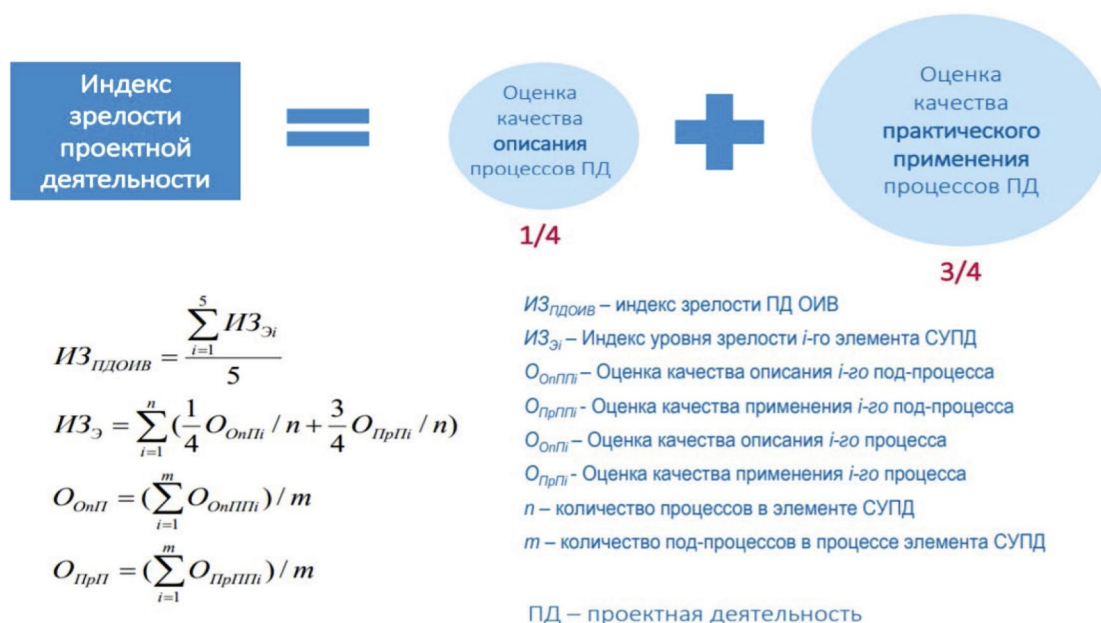 Индекс
зрелости
проектной
деятельности
=
Оценка
качества
описания
процессов ПД
+
Оценка
качества
практического
применения
процессов ПД
1/4
3/4
ИЗ_ПДОИВ = (∑_{i=1}^{5} ИЗ_Эi) / 5
ИЗ_Э = ∑_{i=1}^{n} (1/4 О_ОпПi / n + 3/4 О_ПрПi / n)
О_ОпП = (∑_{i=1}^{m} О_ОпППi) / m
О_ПрП = (∑_{i=1}^{m} О_ПрППi) / m
ИЗ_ПДОИВ – индекс зрелости ПД ОИВ
ИЗ_Эi – Индекс уровня зрелости i-го элемента СУПД
О_ОпППi – Оценка качества описания i-го под-процесса
О_ПрППi - Оценка качества применения i-го под-процесса
О_ОпПi – Оценка качества описания i-го процесса
О_ПрПi - Оценка качества применения i-го процесса
n – количество процессов в элементе СУПД
m – количество под-процессов в процессе элемента СУПД
ПД – проектная деятельность